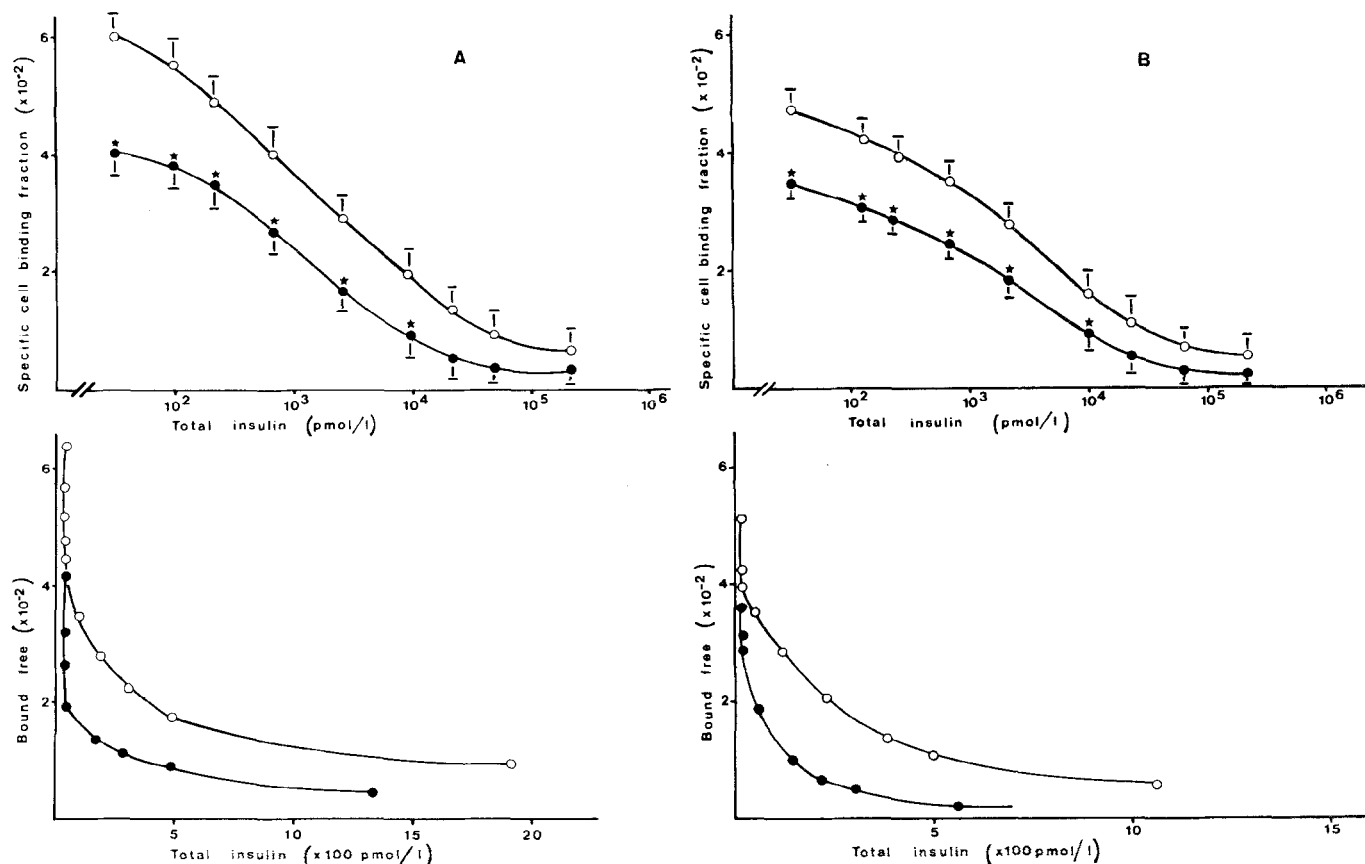 A
Specific cell binding fraction (x10⁻²)
6
4
2
10² 10³ 10⁴ 10⁵ 10⁶
Total insulin (pmol/l)
B
Specific cell binding fraction (x10⁻²)
6
4
2
10² 10³ 10⁴ 10⁵ 10⁶
Total insulin (pmol/l)
Bound free (x10⁻²)
6
4
2
5 10 15 20
Total insulin (x100 pmol/l)
Bound free (x10⁻²)
6
4
2
5 10 15
Total insulin (x100 pmol/l)